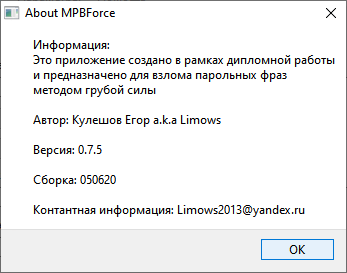 About MPBForce
Информация:
Это приложение создано в рамках дипломной работы
и предназначено для взлома парольных фраз
методом грубой силы
Автор: Кулешов Егор a.k.a Limows
Версия: 0.7.5
Сборка: 050620
Контантная информация: Limows2013@yandex.ru
OK